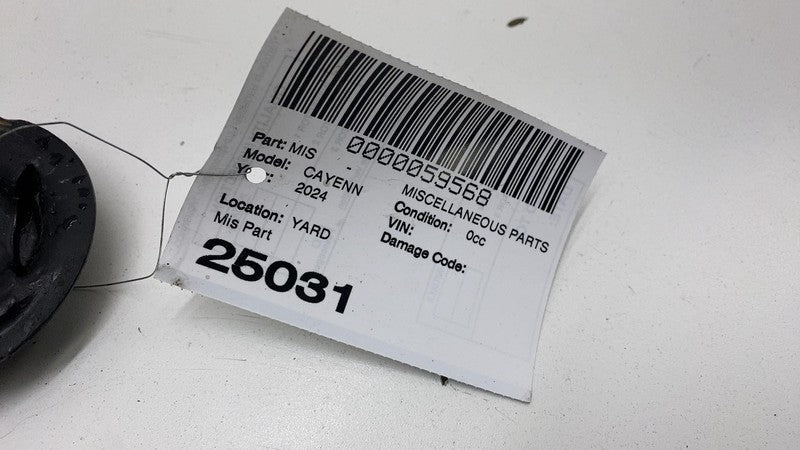 0000059568
Part: MIS MISCELLANEOUS PARTS
Model: CAYENN Condition: 0cc
2024 VIN:
Damage Code:
Location: YARD
Mis Part
25031